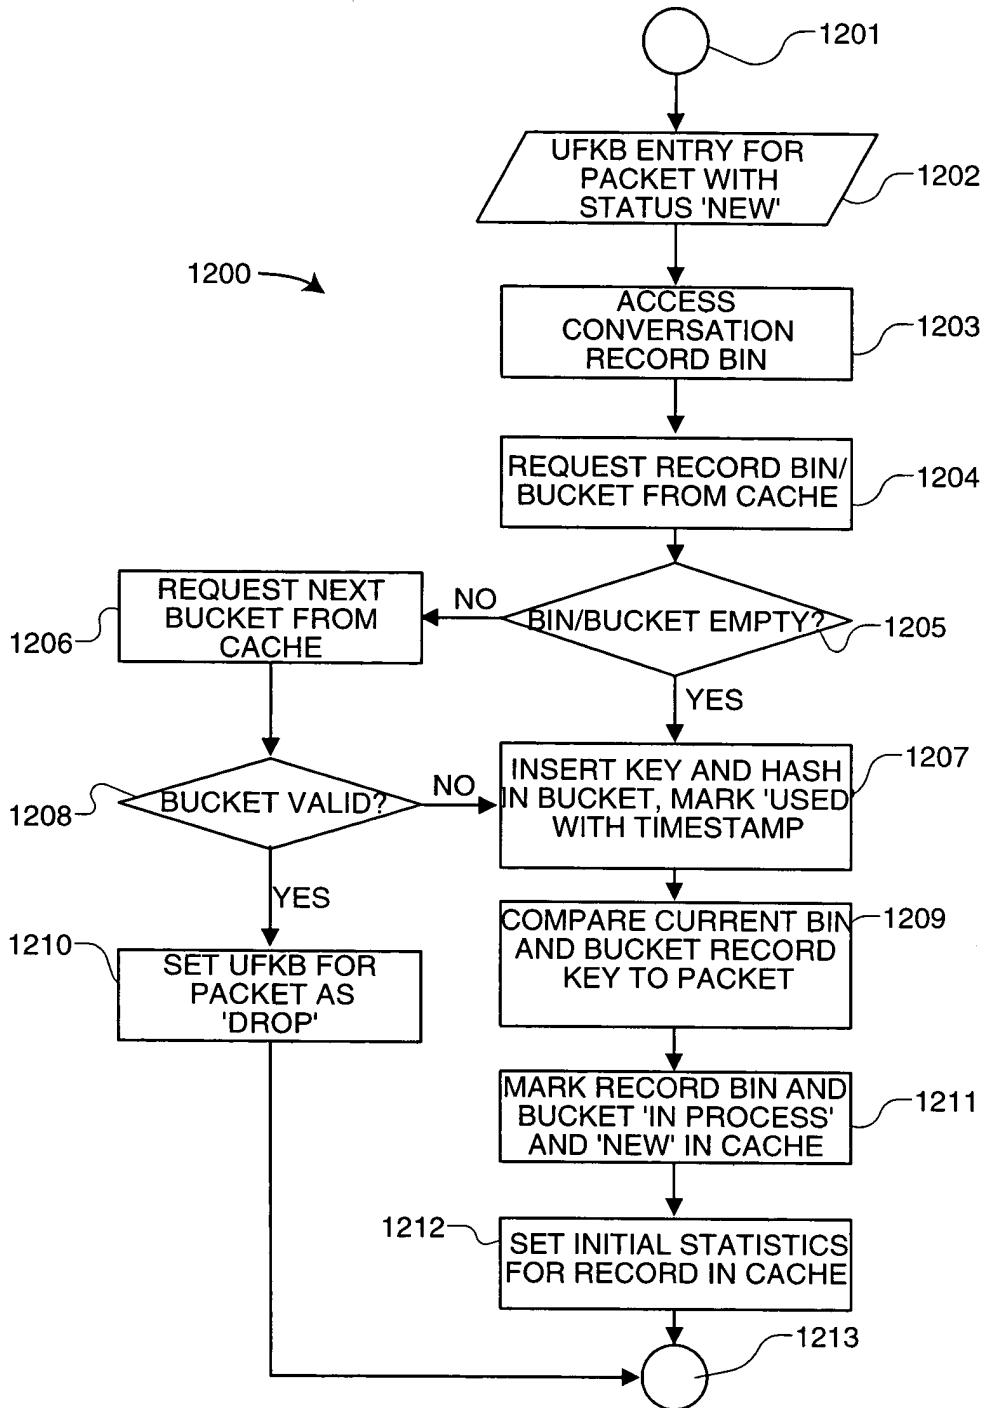 1201
UFKB ENTRY FOR
PACKET WITH
STATUS 'NEW'
1202
1200
ACCESS
CONVERSATION
RECORD BIN
1203
REQUEST RECORD BIN/
BUCKET FROM CACHE
1204
REQUEST NEXT
BUCKET FROM
CACHE
1206
NO
BIN/BUCKET EMPTY?
1205
YES
1208
BUCKET VALID?
NO
INSERT KEY AND HASH
IN BUCKET, MARK 'USED'
WITH TIMESTAMP
1207
YES
COMPARE CURRENT BIN
AND BUCKET RECORD
KEY TO PACKET
1209
1210
SET UFKB FOR
PACKET AS
'DROP'
MARK RECORD BIN AND
BUCKET 'IN PROCESS'
AND 'NEW' IN CACHE
1211
1212
SET INITIAL STATISTICS
FOR RECORD IN CACHE
1213